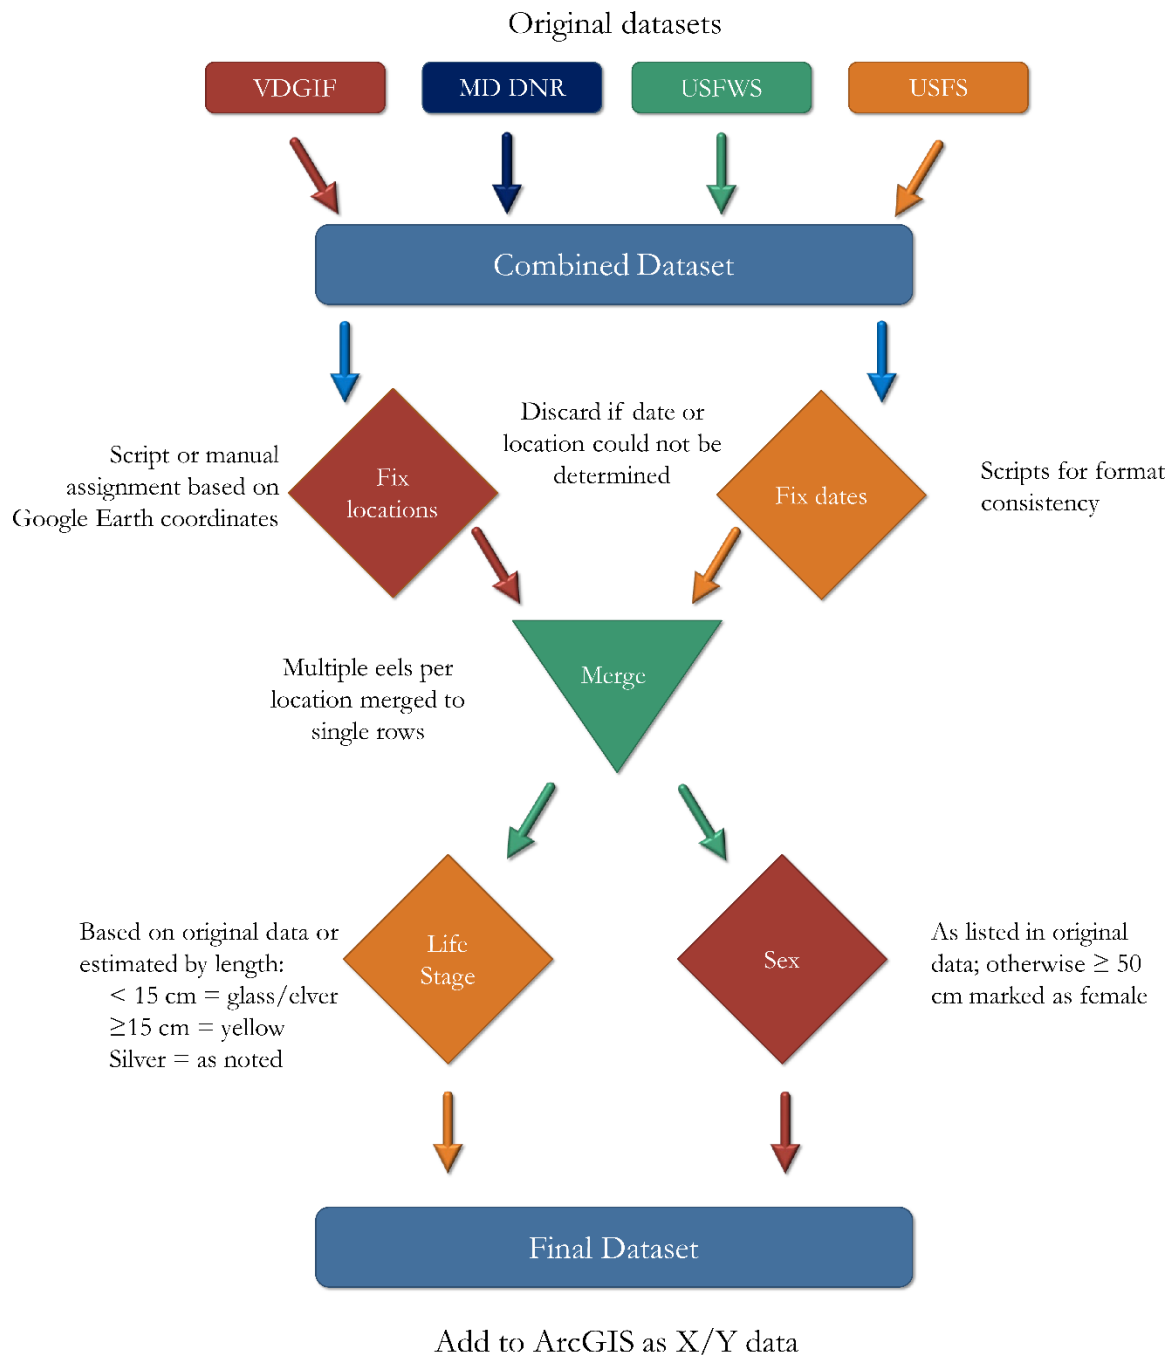 Original datasets
VDGIF
MD DNR
USFWS
USFS
Combined Dataset
Script or manual
assignment based on
Google Earth coordinates
Fix
locations
Discard if date or
location could not be
determined
Fix dates
Scripts for format
consistency
Multiple eels per
location merged to
single rows
Merge
Based on original data or
estimated by length:
< 15 cm = glass/elver
≥15 cm = yellow
Silver = as noted
Life
Stage
Sex
As listed in original
data; otherwise ≥ 50
cm marked as female
Final Dataset
Add to ArcGIS as X/Y data